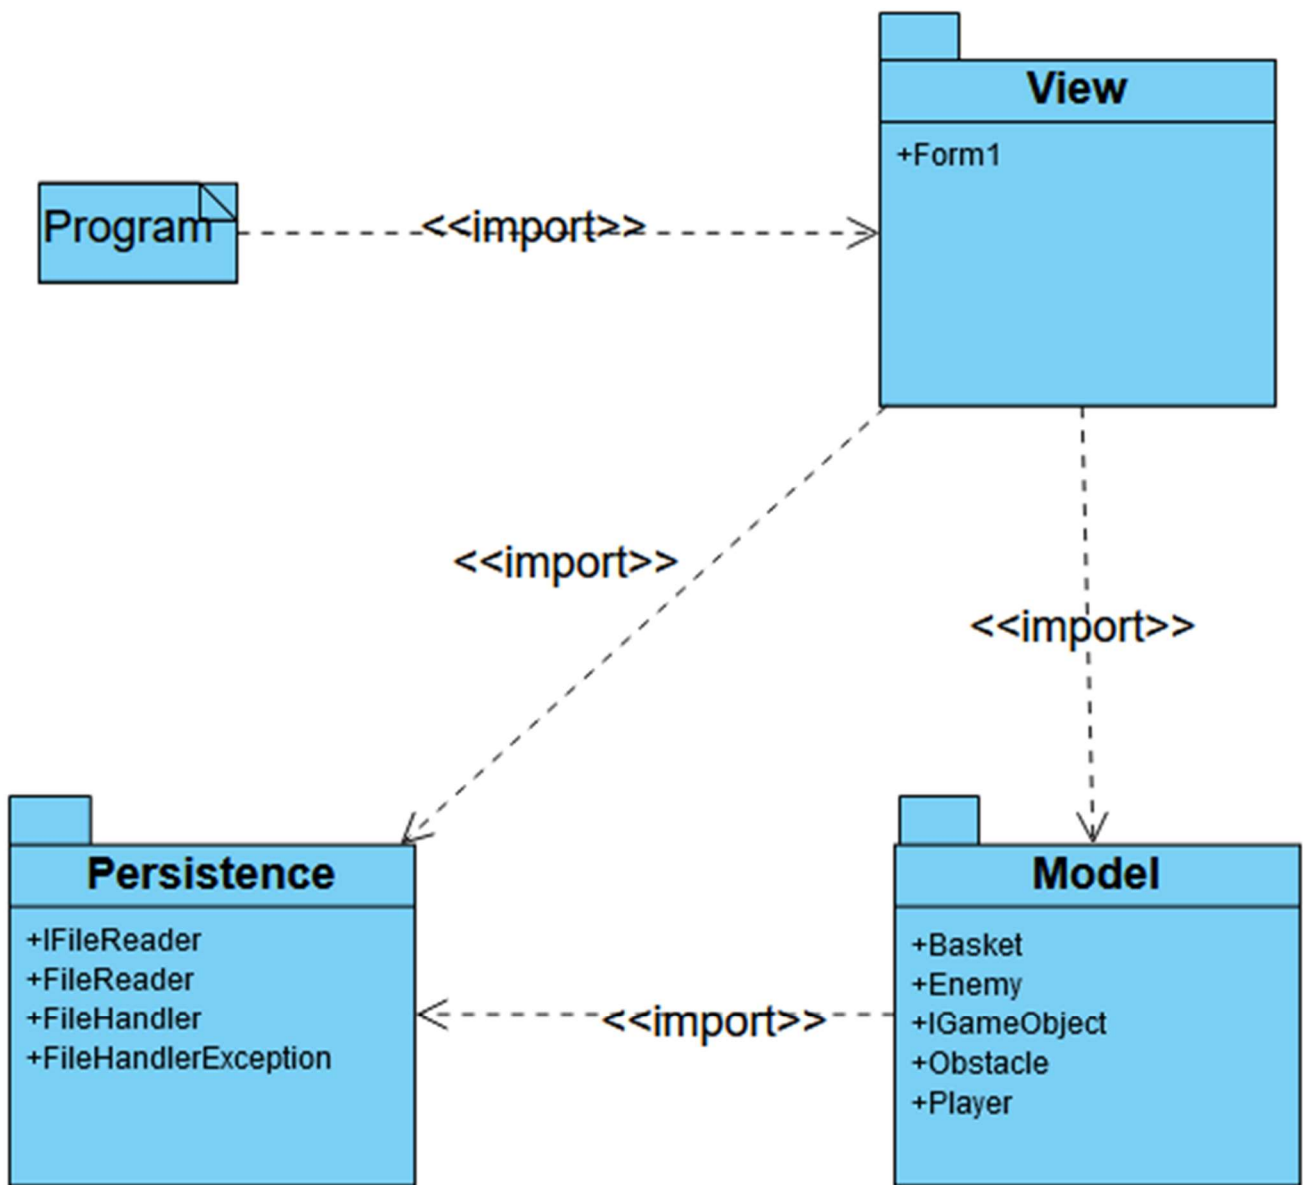 View
+Form1
Program
<<import>>
<<import>>
<<import>>
Persistence
+IFileReader
+FileReader
+FileHandler
+FileHandlerException
<<import>>
Model
+Basket
+Enemy
+IGameObject
+Obstacle
+Player